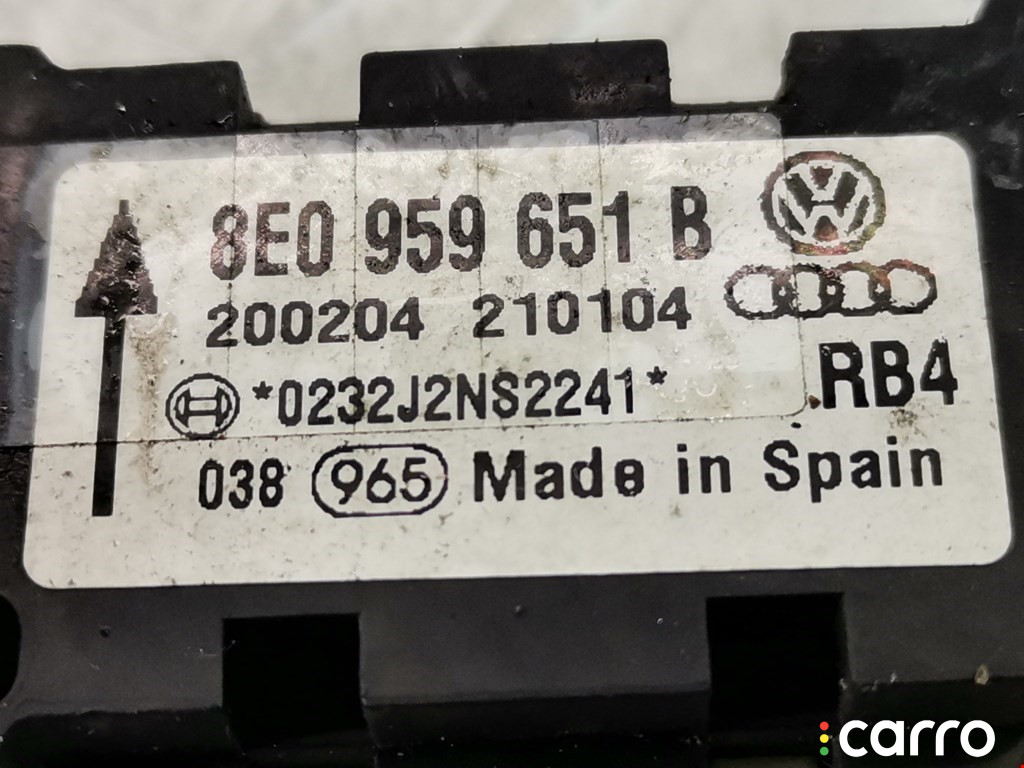 8E0 959 651 B
200204 210104
*0232J2NS2241*
RB4
038 965 Made in Spain
carro